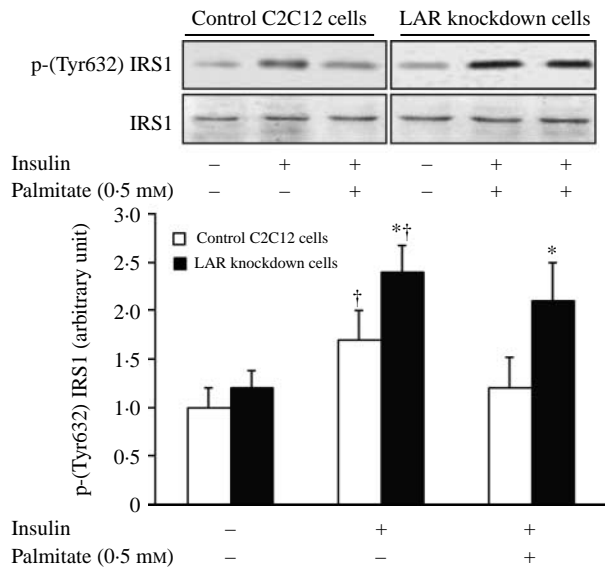 Control C2C12 cells LAR knockdown cells
p-(Tyr632) IRS1
IRS1
Insulin – + + – + +
Palmitate (0·5 mM) – – + – + +
3·0
2·5
2·0
1·5
1·0
0·5
0
p-(Tyr632) IRS1 (arbitrary unit)
Control C2C12 cells
LAR knockdown cells
† *† *
Insulin – + +
Palmitate (0·5 mM) – – +